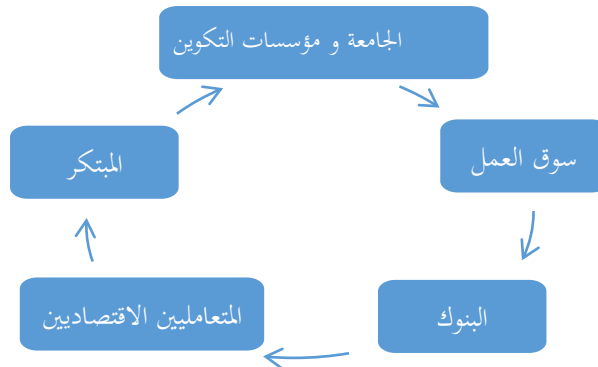 الجامعة و مؤسسات التكوين
سوق العمل
البنوك
المتعامليين الاقتصاديين
المبتكر